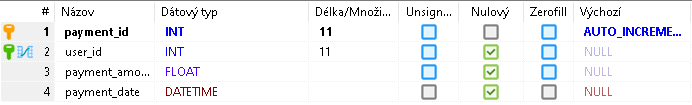 # Název Dátový typ Délka/Množi... Unsign... Nulový Zerofill Výchozí
1 payment_id INT 11 AUTO_INCREME...
2 user_id INT 11 NULL
3 payment_amo... FLOAT NULL
4 payment_date DATETIME NULL